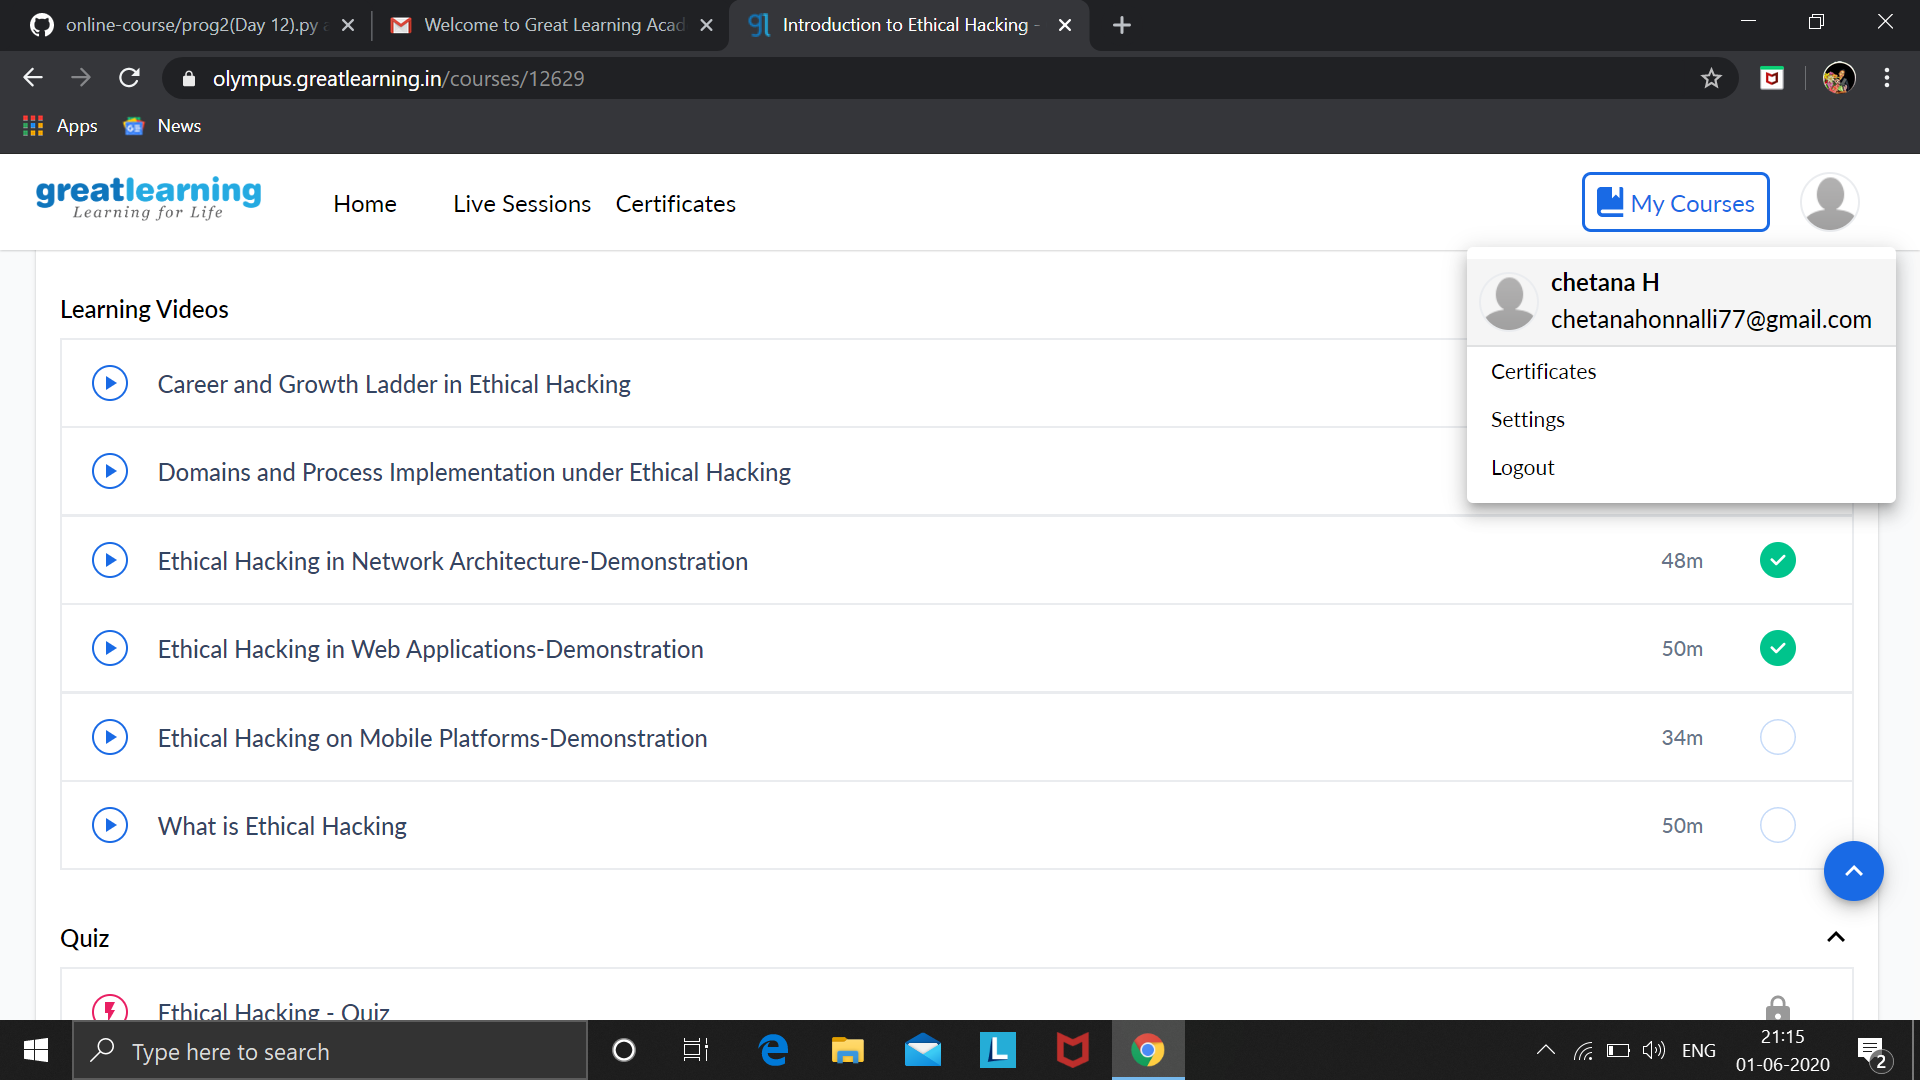 online-course/prog2(Day 12).py a
Welcome to Great Learning Acad
Introduction to Ethical Hacking -
olympus.greatlearning.in/courses/12629
Apps
News
greatlearning
Learning for Life
Home
Live Sessions
Certificates
My Courses
chetana H
chetanahonnalli77@gmail.com
Certificates
Settings
Logout
Learning Videos
Career and Growth Ladder in Ethical Hacking
Domains and Process Implementation under Ethical Hacking
Ethical Hacking in Network Architecture-Demonstration 48m
Ethical Hacking in Web Applications-Demonstration 50m
Ethical Hacking on Mobile Platforms-Demonstration 34m
What is Ethical Hacking 50m
Quiz
Ethical Hacking - Quiz
Type here to search
L
ENG
21:15
01-06-2020
2